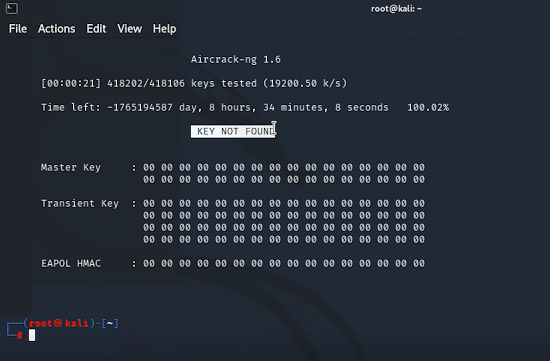 root@kali: ~
File Actions Edit View Help
Aircrack-ng 1.6
[00:00:21] 418202/418106 keys tested (19200.50 k/s)
Time left: -1765194587 day, 8 hours, 34 minutes, 8 seconds 100.02%
KEY NOT FOUND
Master Key : 00 00 00 00 00 00 00 00 00 00 00 00 00 00 00 00
00 00 00 00 00 00 00 00 00 00 00 00 00 00 00 00
Transient Key : 00 00 00 00 00 00 00 00 00 00 00 00 00 00 00 00
00 00 00 00 00 00 00 00 00 00 00 00 00 00 00 00
00 00 00 00 00 00 00 00 00 00 00 00 00 00 00 00
00 00 00 00 00 00 00 00 00 00 00 00 00 00 00 00
EAPOL HMAC : 00 00 00 00 00 00 00 00 00 00 00 00 00 00 00 00
(root㉿kali)-[~]
#